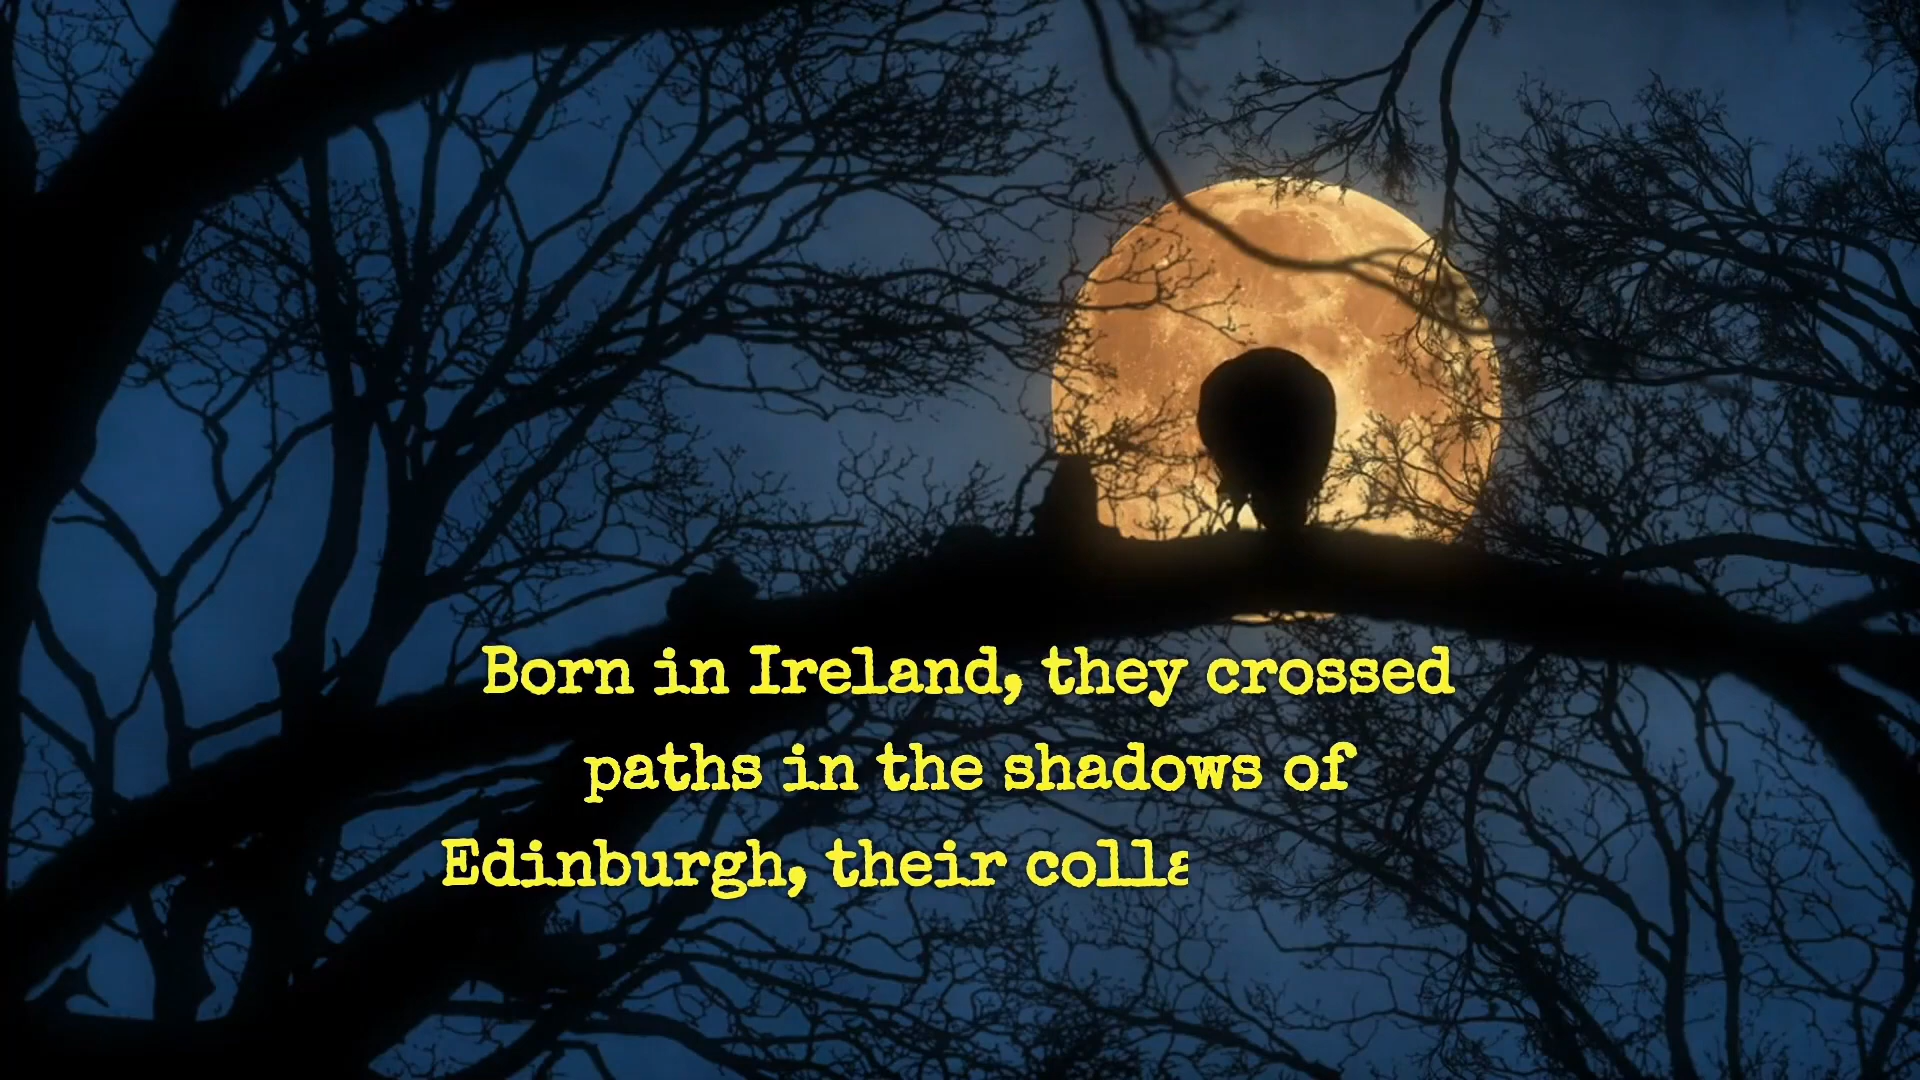 Born in Ireland, they crossed
paths in the shadows of
Edinburgh, their colla